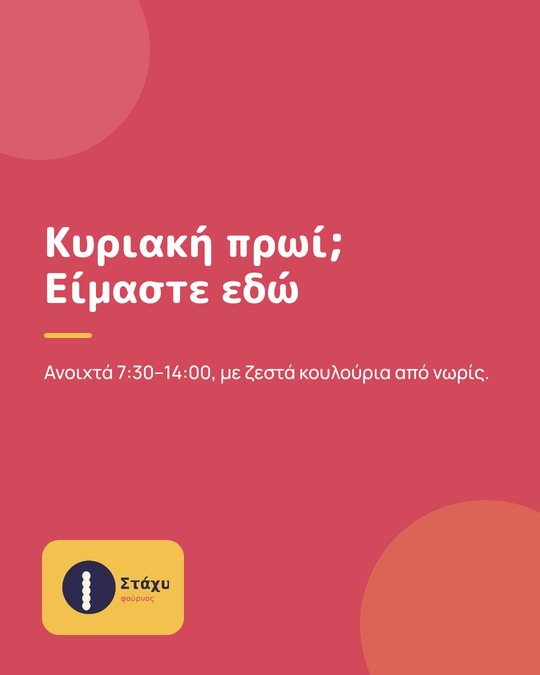 Κυριακή πρωί;
Είμαστε εδώ
Ανοιχτά 7:30–14:00, με ζεστά κουλούρια από νωρίς.
Στάχυ
φούρνος